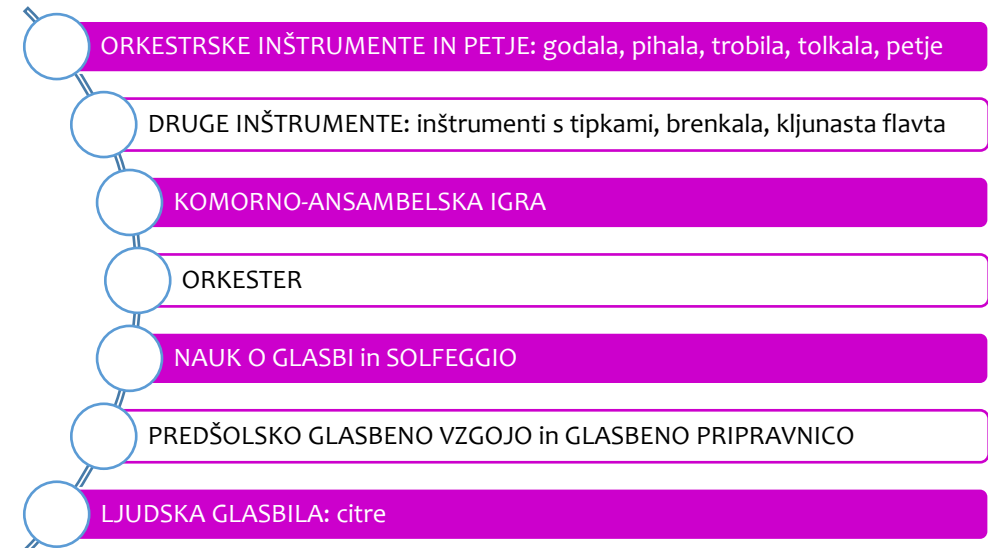 ORKESTRSKE INŠTRUMENTE IN PETJE: godala, pihala, trobila, tolkala, petje
DRUGE INŠTRUMENTE: inštrumenti s tipkami, brenkala, kljunasta flavta
KOMORNO-ANSAMBELSKA IGRA
ORKESTER
NAUK O GLASBI in SOLFEGGIO
PREDŠOLSKO GLASBENO VZGOJO in GLASBENO PRIPRAVNICO
LJUDSKA GLASBILA: citre